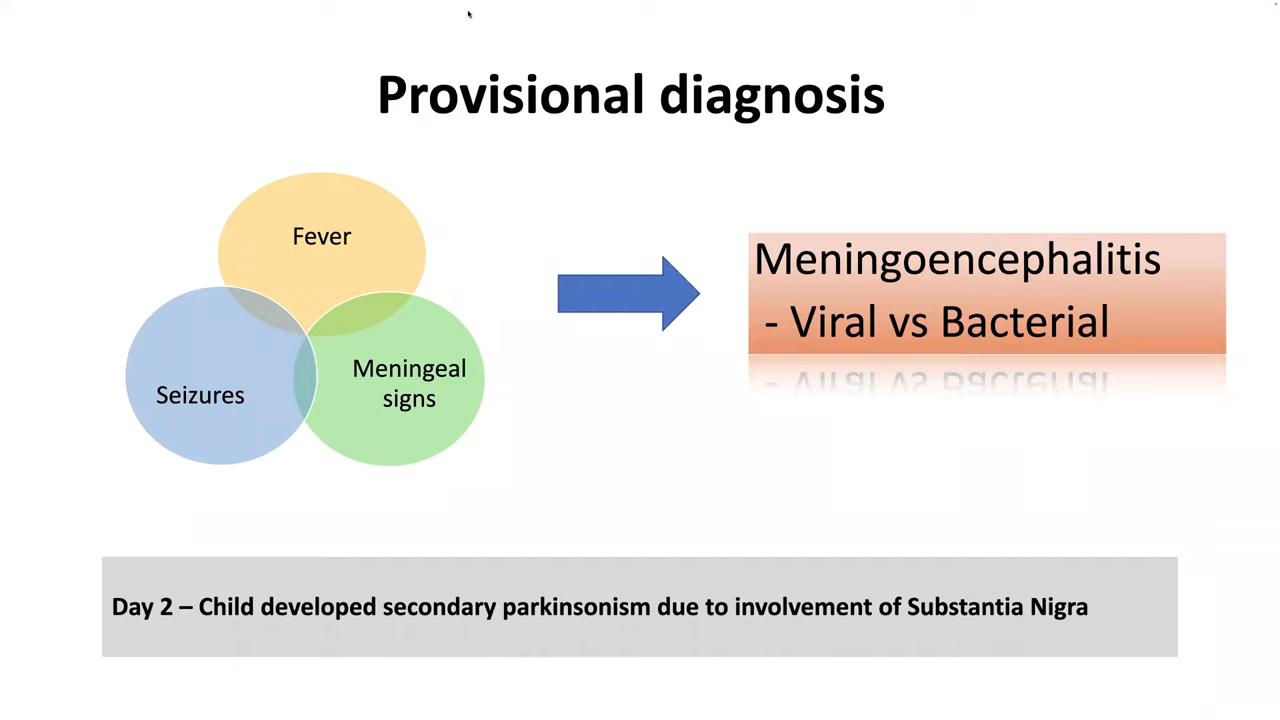 Provisional diagnosis
Fever
Seizures
Meningeal
signs
Meningoencephalitis
- Viral vs Bacterial
Day 2 – Child developed secondary parkinsonism due to involvement of Substantia Nigra